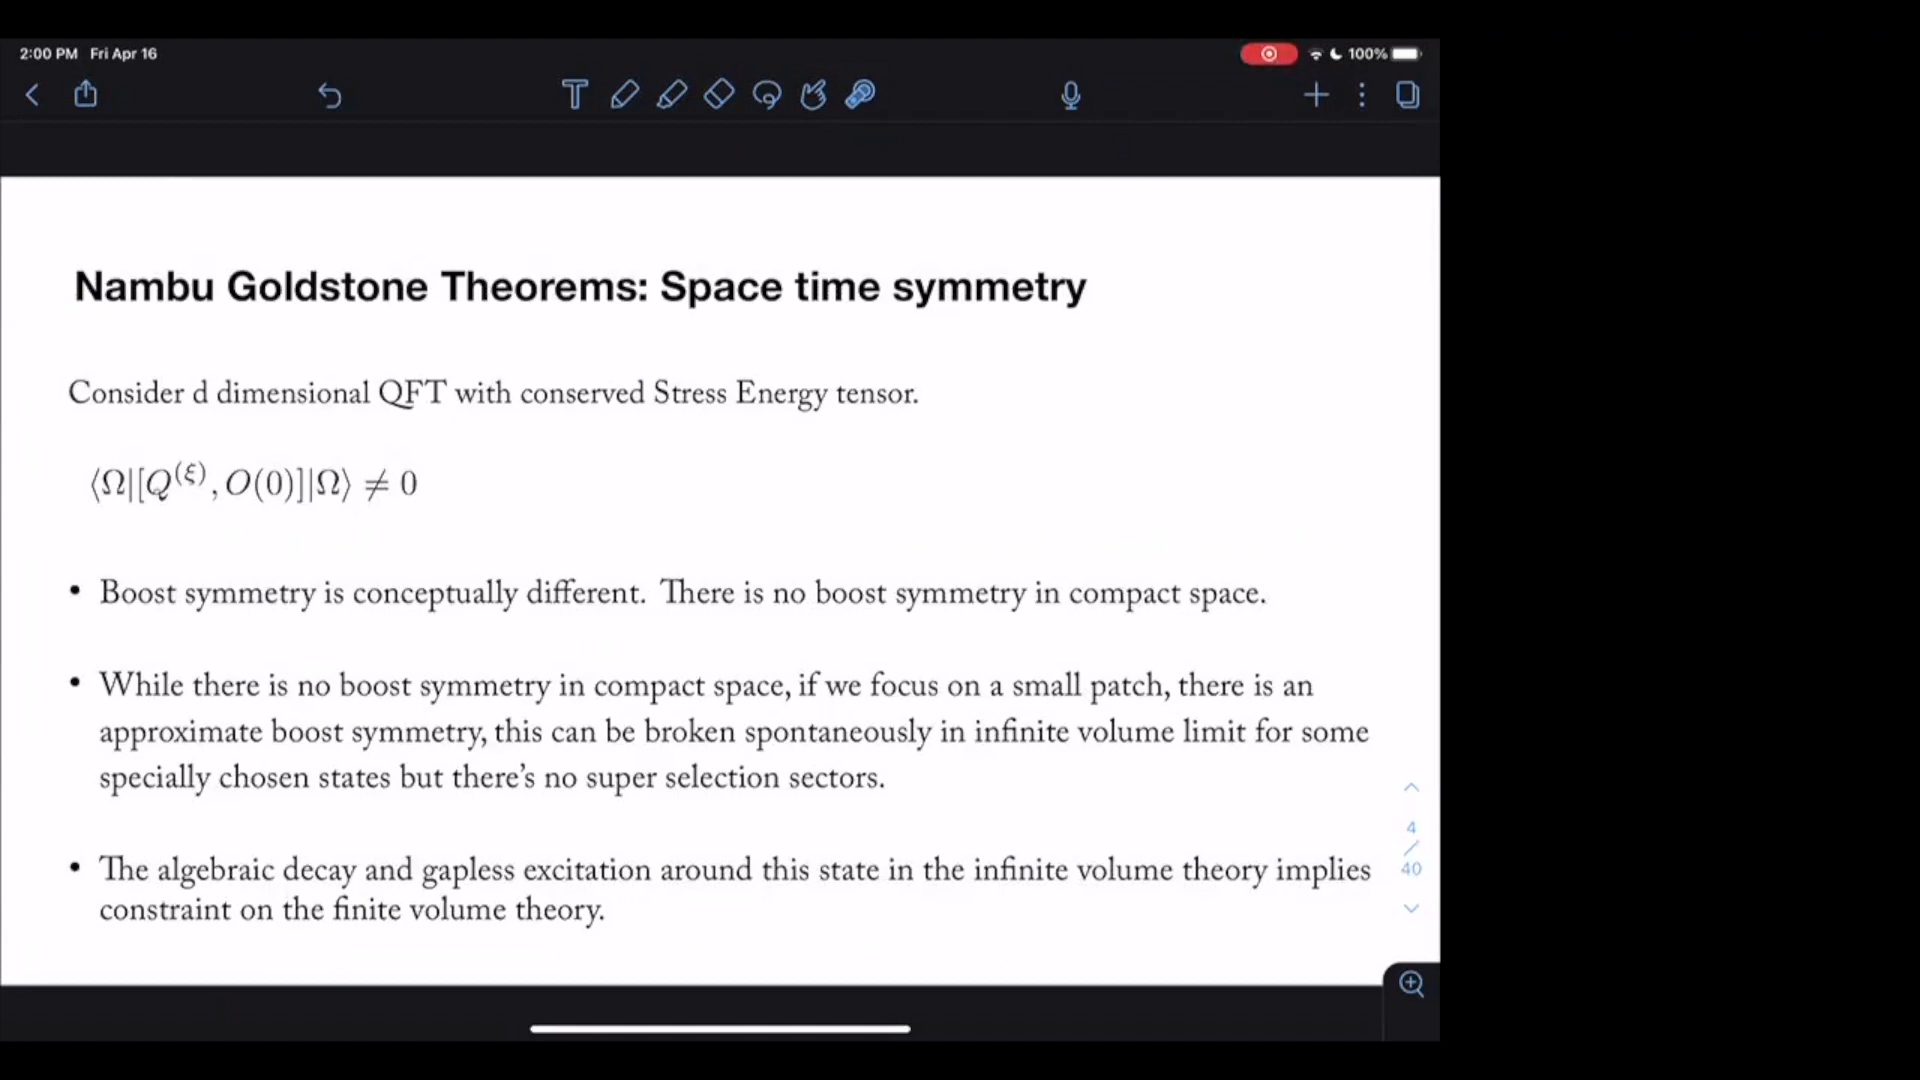 2:00 PM Fri Apr 16
100%
Nambu Goldstone Theorems: Space time symmetry
Consider d dimensional QFT with conserved Stress Energy tensor.
⟨Ω|[Q^{(ξ)}, O(0)]|Ω⟩ ≠ 0
• Boost symmetry is conceptually different. There is no boost symmetry in compact space.
• While there is no boost symmetry in compact space, if we focus on a small patch, there is an
approximate boost symmetry, this can be broken spontaneously in infinite volume limit for some
specially chosen states but there’s no super selection sectors.
• The algebraic decay and gapless excitation around this state in the infinite volume theory implies
constraint on the finite volume theory.
4
/
40